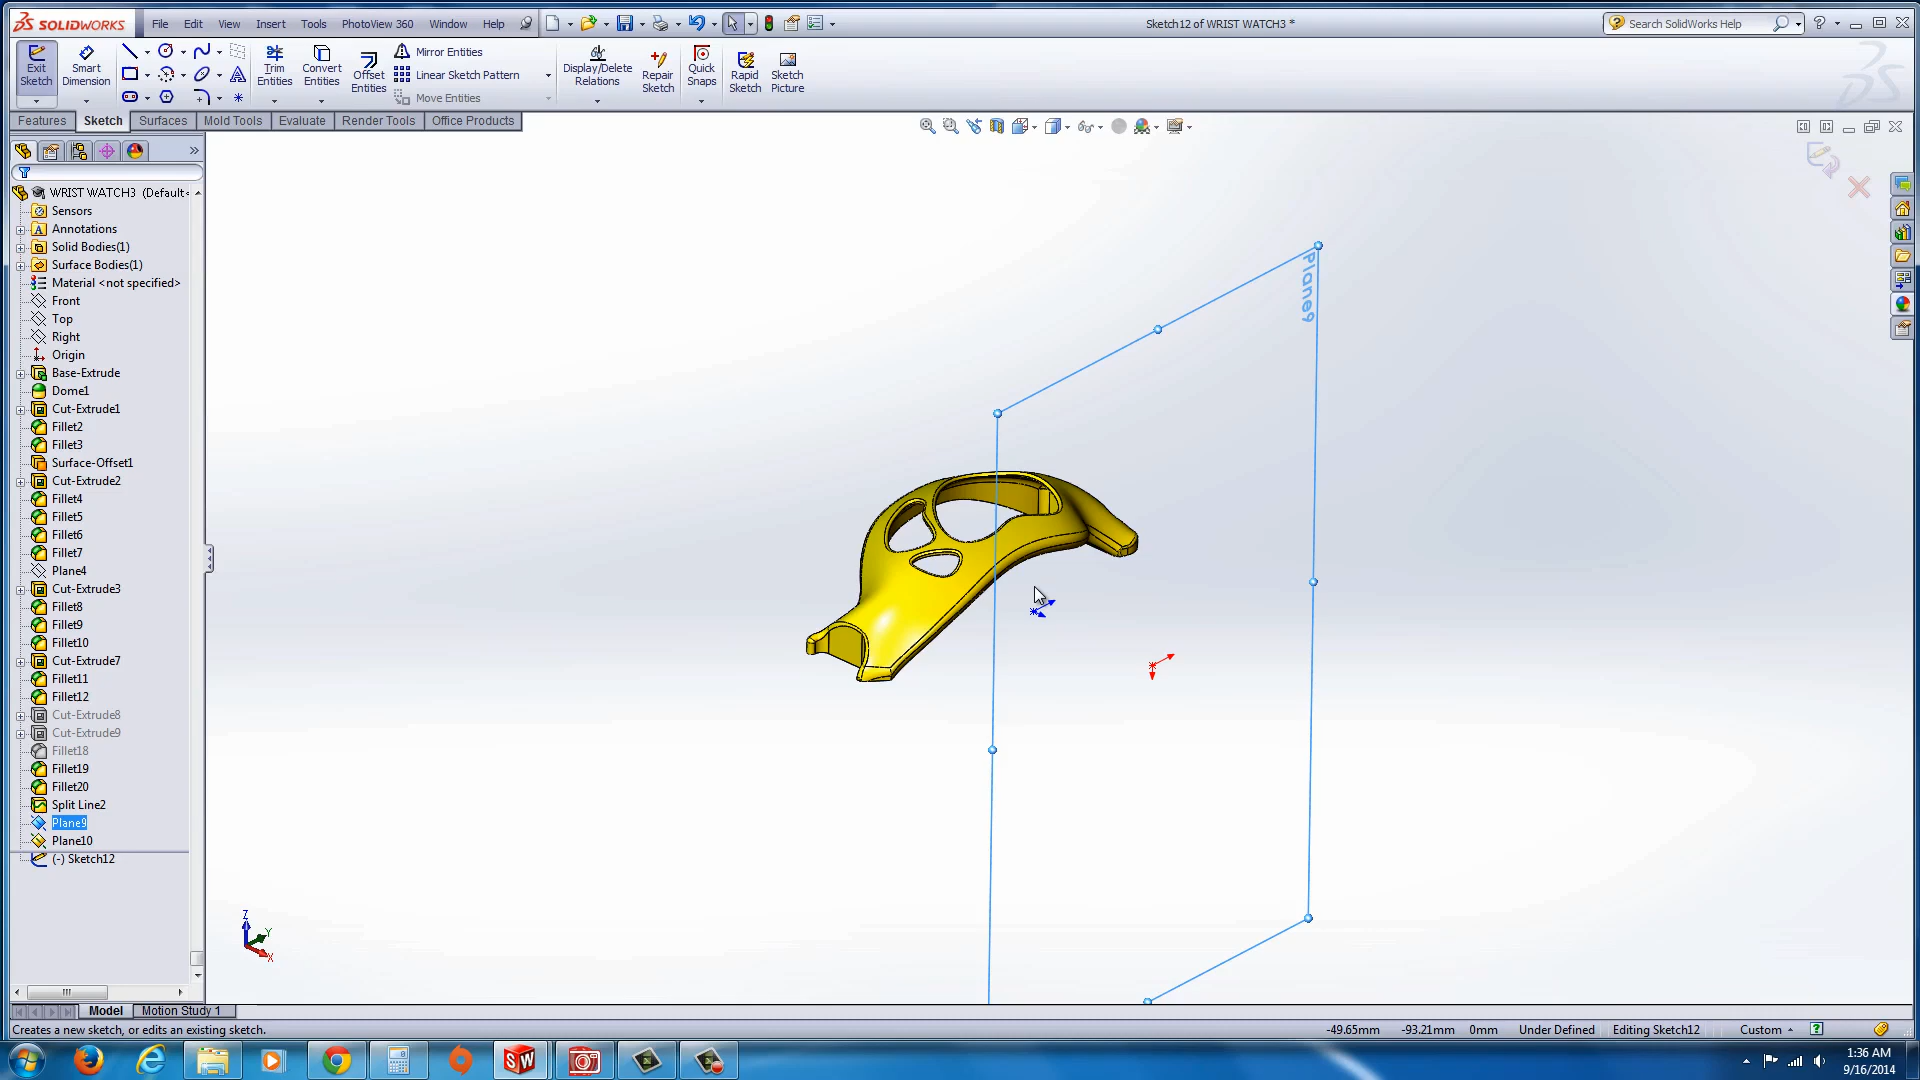 SOLIDWORKS File Edit View Insert Tools PhotoView 360 Window Help Sketch12 of WRIST WATCH3 * Search SolidWorks Help
Exit Sketch
Smart Dimension
Trim Entities
Convert Entities
Offset Entities
Mirror Entities
Linear Sketch Pattern
Move Entities
Display/Delete Relations
Repair Sketch
Quick Snaps
Rapid Sketch
Sketch Picture
Features Sketch Surfaces Mold Tools Evaluate Render Tools Office Products
WRIST WATCH3 (Default<
Sensors
Annotations
Solid Bodies(1)
Surface Bodies(1)
Material <not specified>
Front
Top
Right
Origin
Base-Extrude
Dome1
Cut-Extrude1
Fillet2
Fillet3
Surface-Offset1
Cut-Extrude2
Fillet4
Fillet5
Fillet6
Fillet7
Plane4
Cut-Extrude3
Fillet8
Fillet9
Fillet10
Cut-Extrude7
Fillet11
Fillet12
Cut-Extrude8
Cut-Extrude9
Fillet18
Fillet19
Fillet20
Split Line2
Plane9
Plane10
(-) Sketch12
Plane9
Z
Y
X
Model Motion Study 1
Creates a new sketch, or edits an existing sketch. -49.65mm -93.21mm 0mm Under Defined Editing Sketch12 Custom
SW
1:36 AM
9/16/2014